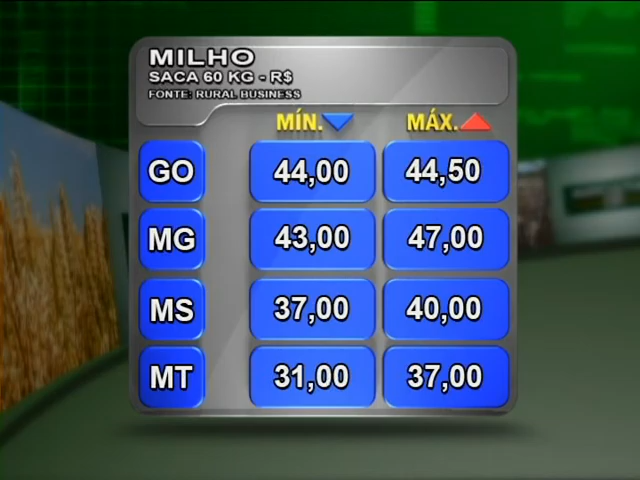 MILHO
SACA 60 KG - R$
FONTE: RURAL BUSINESS
MÍN. MÁX.
GO 44,00 44,50
MG 43,00 47,00
MS 37,00 40,00
MT 31,00 37,00